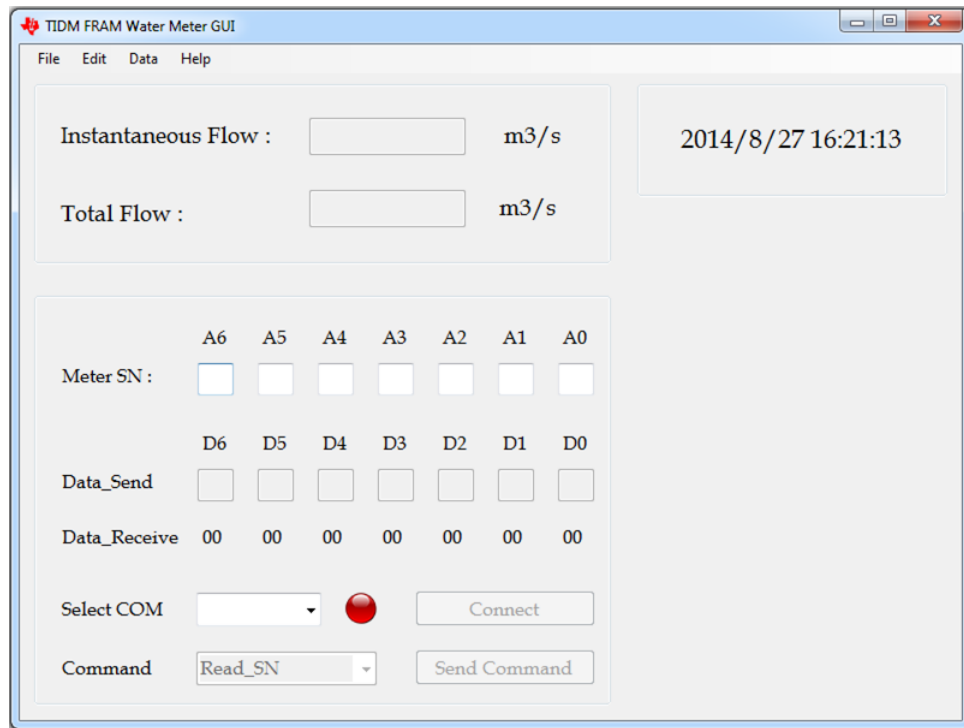 TIDM FRAM Water Meter GUI
File Edit Data Help
Instantaneous Flow : m3/s
2014/8/27 16:21:13
Total Flow : m3/s
A6 A5 A4 A3 A2 A1 A0
Meter SN :
D6 D5 D4 D3 D2 D1 D0
Data_Send
Data_Receive 00 00 00 00 00 00 00
Select COM Connect
Command Read_SN Send Command